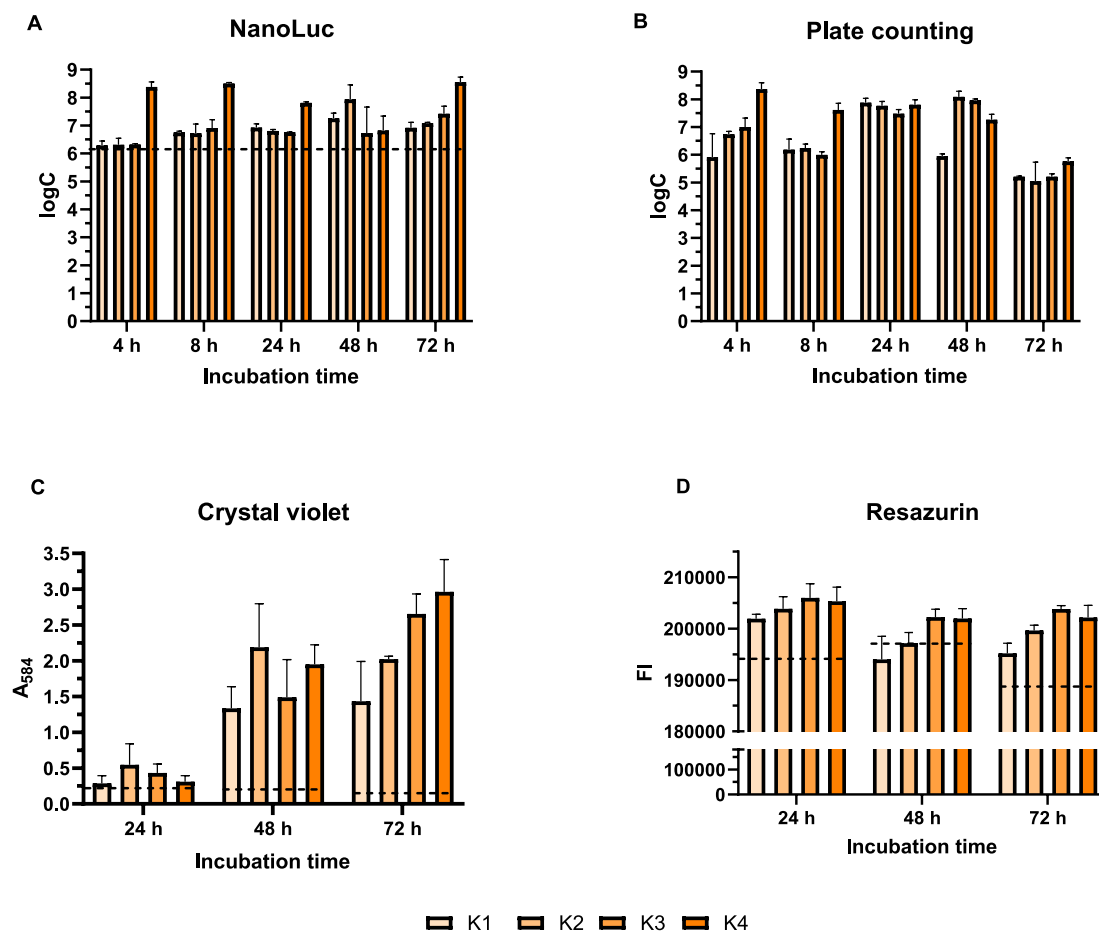 A
NanoLuc
logC
9
8
7
6
5
4
3
2
1
0
4 h 8 h 24 h 48 h 72 h
Incubation time
B
Plate counting
logC
9
8
7
6
5
4
3
2
1
0
4 h 8 h 24 h 48 h 72 h
Incubation time
C
Crystal violet
A584
3.5
3.0
2.5
2.0
1.5
1.0
0.5
0.0
24 h 48 h 72 h
Incubation time
D
Resazurin
FI
210000
200000
190000
180000
100000
0
24 h 48 h 72 h
Incubation time
K1 K2 K3 K4